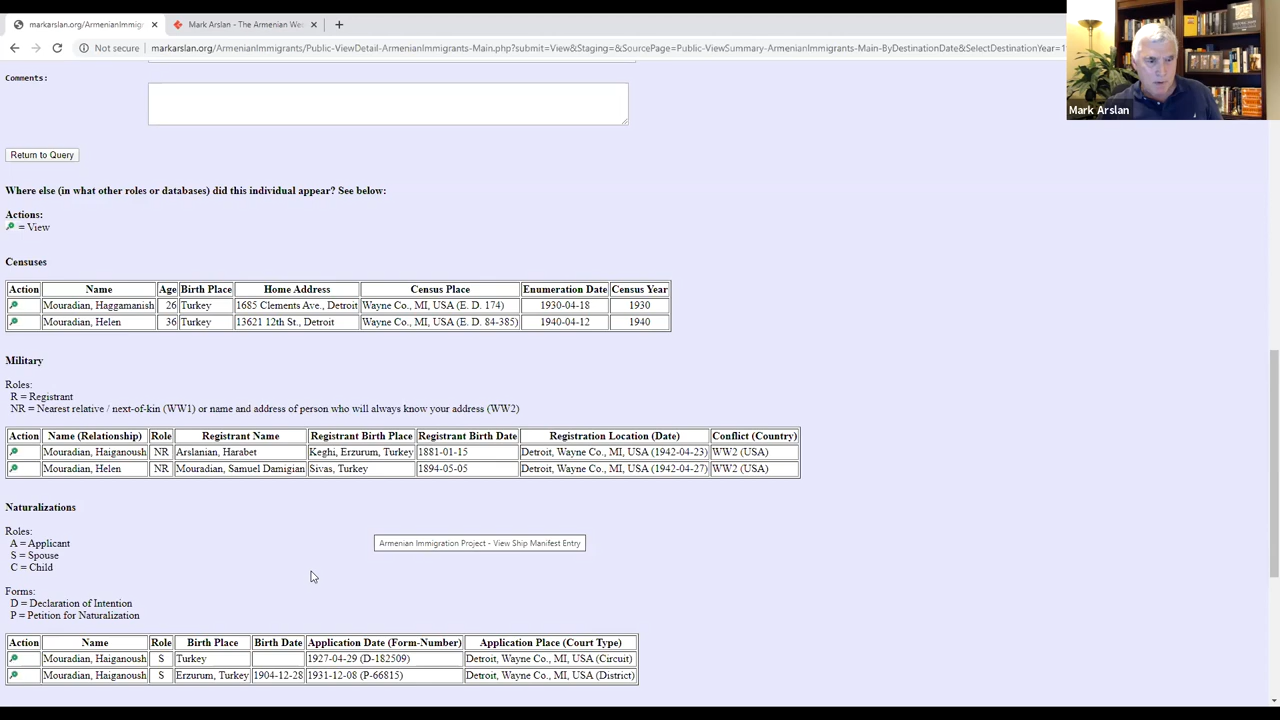 markarslan.org/ArmenianImmig
Mark Arslan - The Armenian Wee
Not secure markarslan.org/ArmenianImmigrants/Public-ViewDetail-ArmenianImmigrants-Main.php?submit=View&Staging=&SourcePage=Public-ViewSummary-ArmenianImmigrants-Main-ByDestinationDate&SelectDestinationYear=1
Mark Arslan
Comments:
Return to Query
Where else (in what other roles or databases) did this individual appear? See below:
Actions:
= View
Censuses
Action Name Age Birth Place Home Address Census Place Enumeration Date Census Year
Mouradian, Haggamanish 26 Turkey 1685 Clements Ave., Detroit Wayne Co., MI, USA (E. D. 174) 1930-04-18 1930
Mouradian, Helen 36 Turkey 13621 12th St., Detroit Wayne Co., MI, USA (E. D. 84-385) 1940-04-12 1940
Military
Roles:
R = Registrant
NR = Nearest relative / next-of-kin (WW1) or name and address of person who will always know your address (WW2)
Action Name (Relationship) Role Registrant Name Registrant Birth Place Registrant Birth Date Registration Location (Date) Conflict (Country)
Mouradian, Haiganoush NR Arslanian, Harabet Keghi, Erzurum, Turkey 1881-01-15 Detroit, Wayne Co., MI, USA (1942-04-23) WW2 (USA)
Mouradian, Helen NR Mouradian, Samuel Damigian Sivas, Turkey 1894-05-05 Detroit, Wayne Co., MI, USA (1942-04-27) WW2 (USA)
Naturalizations
Roles:
A = Applicant
S = Spouse
C = Child
Armenian Immigration Project - View Ship Manifest Entry
Forms:
D = Declaration of Intention
P = Petition for Naturalization
Action Name Role Birth Place Birth Date Application Date (Form-Number) Application Place (Court Type)
Mouradian, Haiganoush S Turkey 1927-04-29 (D-182509) Detroit, Wayne Co., MI, USA (Circuit)
Mouradian, Haiganoush S Erzurum, Turkey 1904-12-28 1931-12-08 (P-66815) Detroit, Wayne Co., MI, USA (District)